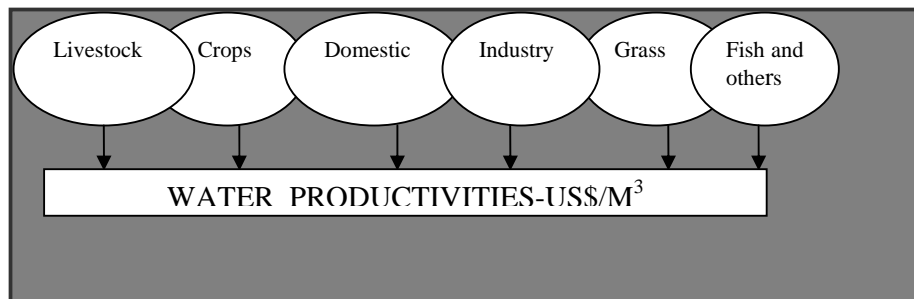 Livestock
Crops
Domestic
Industry
Grass
Fish and
others
WATER PRODUCTIVITIES-US$/M³